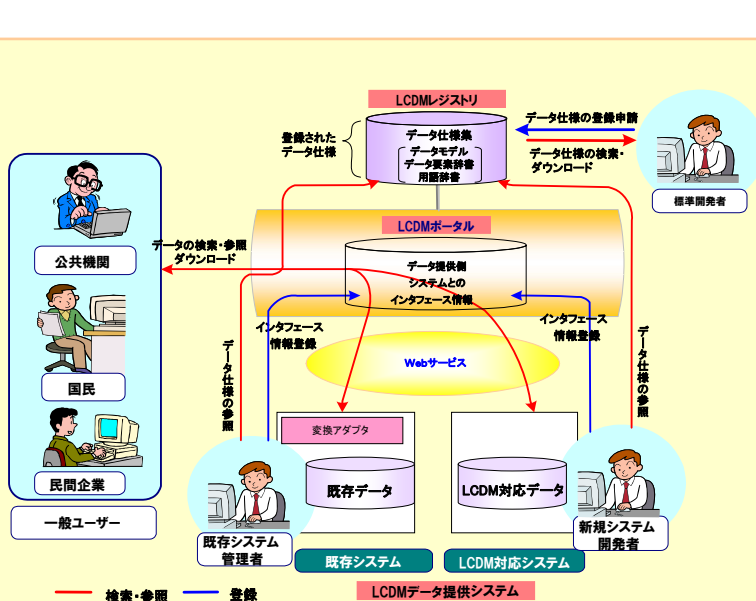 LCDMレジストリ
データ仕様集
データモデル
データ要素辞書
用語辞書
登録された
データ仕様
データ仕様の登録申請
データ仕様の検索・
ダウンロード
標準開発者
LCDMポータル
データ提供側
システムとの
インタフェース情報
データの検索・参照
ダウンロード
公共機関
国民
民間企業
一般ユーザー
インタフェース
情報登録
インタフェース
情報登録
データ仕様の参照
データ仕様の参照
Webサービス
変換アダプタ
既存データ
LCDM対応データ
既存システム
管理者
新規システム
開発者
既存システム
LCDM対応システム
LCDMデータ提供システム
検索・参照
登録